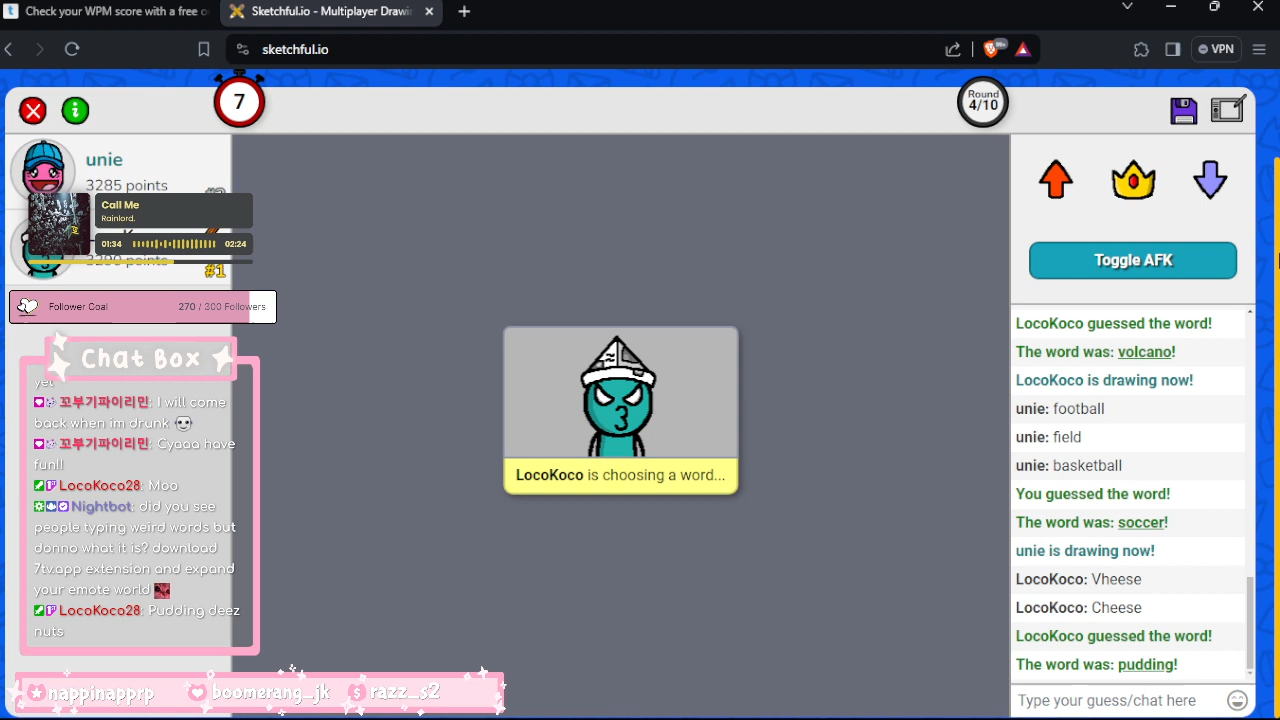 Check your WPM score with a free o
Sketchful.io - Multiplayer Drawi
sketchful.io
VPN
7
Round
4/10
unie
3285 points
Call Me
Rainlord.
01:34
02:24
points
#1
Follower Goal
270 / 300 Followers
Chat Box
yet
꼬부기파이리민: I will come
back when im drunk 💀
꼬부기파이리민: Cyaaa have
fun!!
LocoKoco28: Moo
Nightbot: did you see
people typing weird words but
donno what it is? download
7tv.app extension and expand
your emote world
LocoKoco28: Pudding deez
nuts
nappinapprp
boomerang_jk
razz_s2
LocoKoco is choosing a word...
Toggle AFK
LocoKoco guessed the word!
The word was: volcano!
LocoKoco is drawing now!
unie: football
unie: field
unie: basketball
You guessed the word!
The word was: soccer!
unie is drawing now!
LocoKoco: Vheese
LocoKoco: Cheese
LocoKoco guessed the word!
The word was: pudding!
Type your guess/chat here